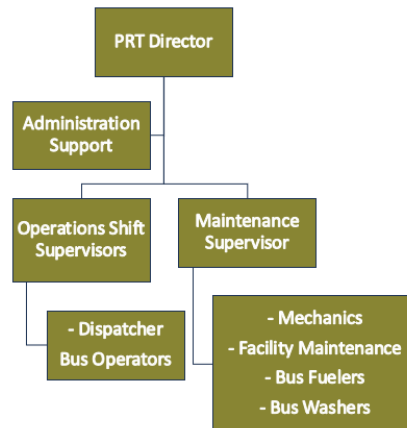 PRT Director
Administration
Support
Operations Shift
Supervisors
Maintenance
Supervisor
- Dispatcher
Bus Operators
- Mechanics
- Facility Maintenance
- Bus Fuelers
- Bus Washers